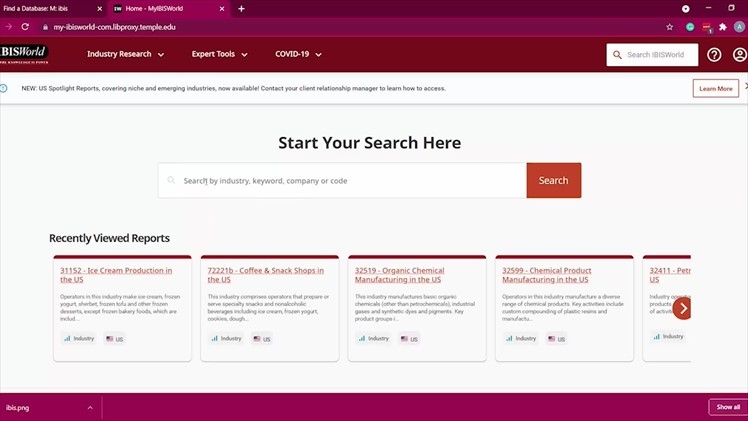 Find a Database: M: ibis
Home - MyIBISWorld
my-ibisworld-com.libproxy.temple.edu
IBISWorld
Industry Research
Expert Tools
COVID-19
Search IBISWorld
NEW: US Spotlight Reports, covering niche and emerging industries, now available! Contact your client relationship manager to learn how to access.
Learn More
Start Your Search Here
Search by industry, keyword, company or code
Search
Recently Viewed Reports
31152 - Ice Cream Production in
the US
Operators in this industry make ice cream, frozen
yogurt, sherbet, frozen tofu and other frozen
desserts, except frozen bakery foods, which are
includ...
Industry
US
72221b - Coffee & Snack Shops in
the US
This industry comprises operators that prepare or
serve specialty snacks and nonalcoholic
beverages including ice cream, frozen yogurt,
cookies, dough...
Industry
US
32519 - Organic Chemical
Manufacturing in the US
This industry manufactures basic organic
chemicals (other than petrochemicals), industrial
gases and synthetic dyes and pigments. Key
product groups i...
Industry
US
32599 - Chemical Product
Manufacturing in the US
Operators in this industry manufacture a diverse
range of chemical products. Key activities include
custom compounding of plastic resins and
manufactu...
Industry
US
32411 - Petr
US
Industry
products
of activi
Industry
ibis.png
Show all